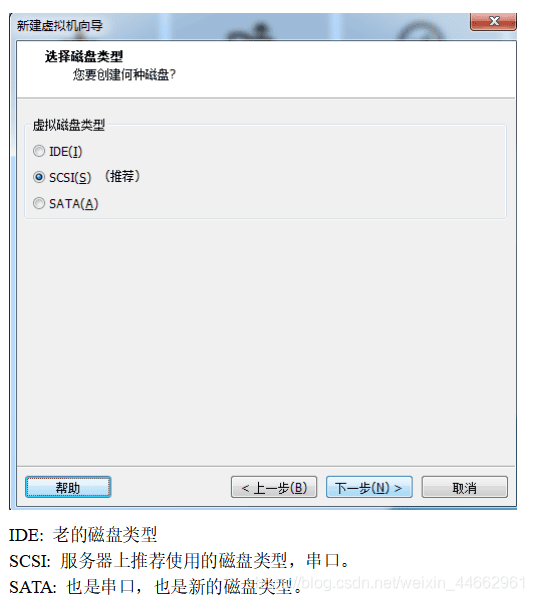 新建虚拟机向导
选择磁盘类型
您要创建何种磁盘?
虚拟磁盘类型
IDE(I)
SCSI(S) (推荐)
SATA(A)
帮助
< 上一步(B)
下一步(N) >
取消
IDE: 老的磁盘类型
SCSI: 服务器上推荐使用的磁盘类型，串口。
SATA: 也是串口，也是新的磁盘类型。
https://blog.csdn.net/weixin_44662961